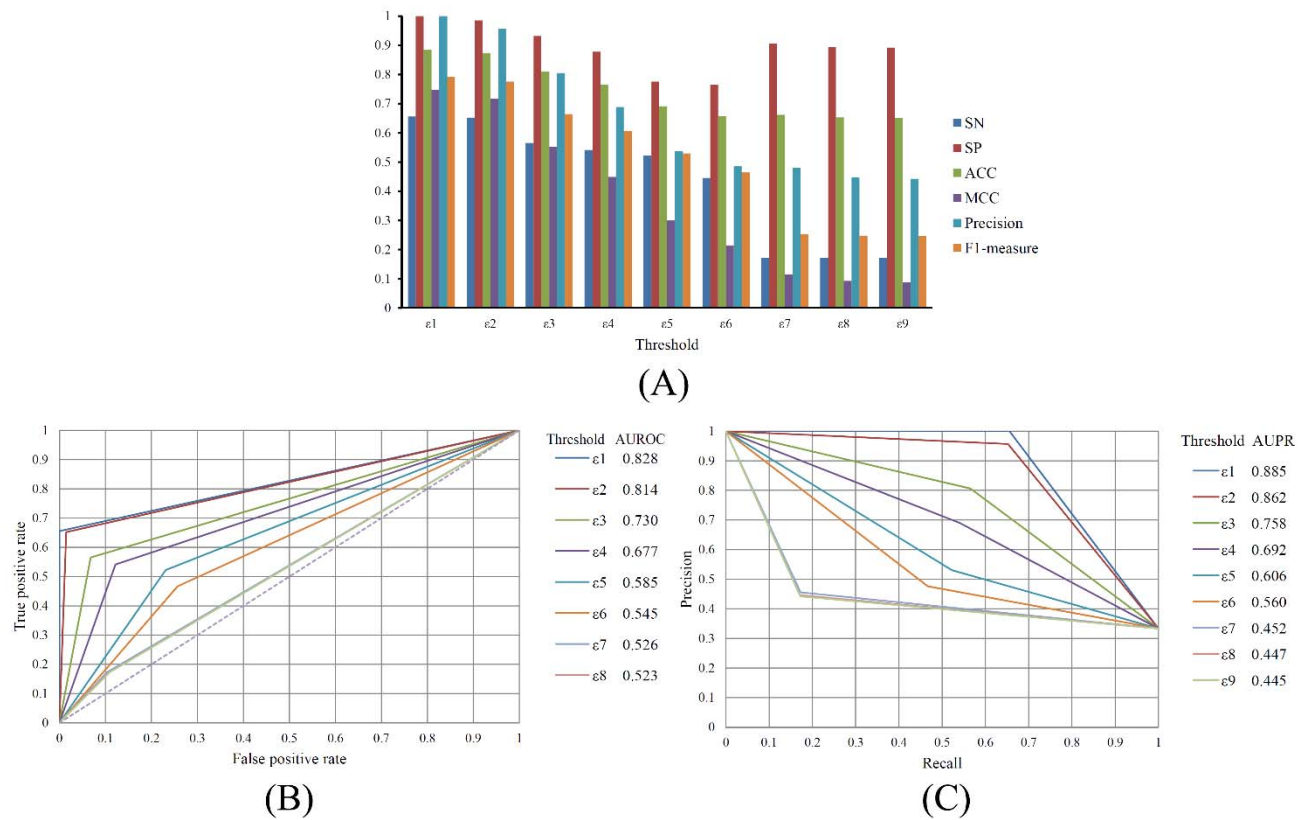 1
0.9
0.8
0.7
0.6
0.5
0.4
0.3
0.2
0.1
0
ε1 ε2 ε3 ε4 ε5 ε6 ε7 ε8 ε9
Threshold
SN
SP
ACC
MCC
Precision
F1-measure
(A)
True positive rate
1
0.9
0.8
0.7
0.6
0.5
0.4
0.3
0.2
0.1
0
0 0.1 0.2 0.3 0.4 0.5 0.6 0.7 0.8 0.9 1
False positive rate
Threshold AUROC
ε1 0.828
ε2 0.814
ε3 0.730
ε4 0.677
ε5 0.585
ε6 0.545
ε7 0.526
ε8 0.523
(B)
Precision
1
0.9
0.8
0.7
0.6
0.5
0.4
0.3
0.2
0.1
0
0 0.1 0.2 0.3 0.4 0.5 0.6 0.7 0.8 0.9 1
Recall
Threshold AUPR
ε1 0.885
ε2 0.862
ε3 0.758
ε4 0.692
ε5 0.606
ε6 0.560
ε7 0.452
ε8 0.447
ε9 0.445
(C)